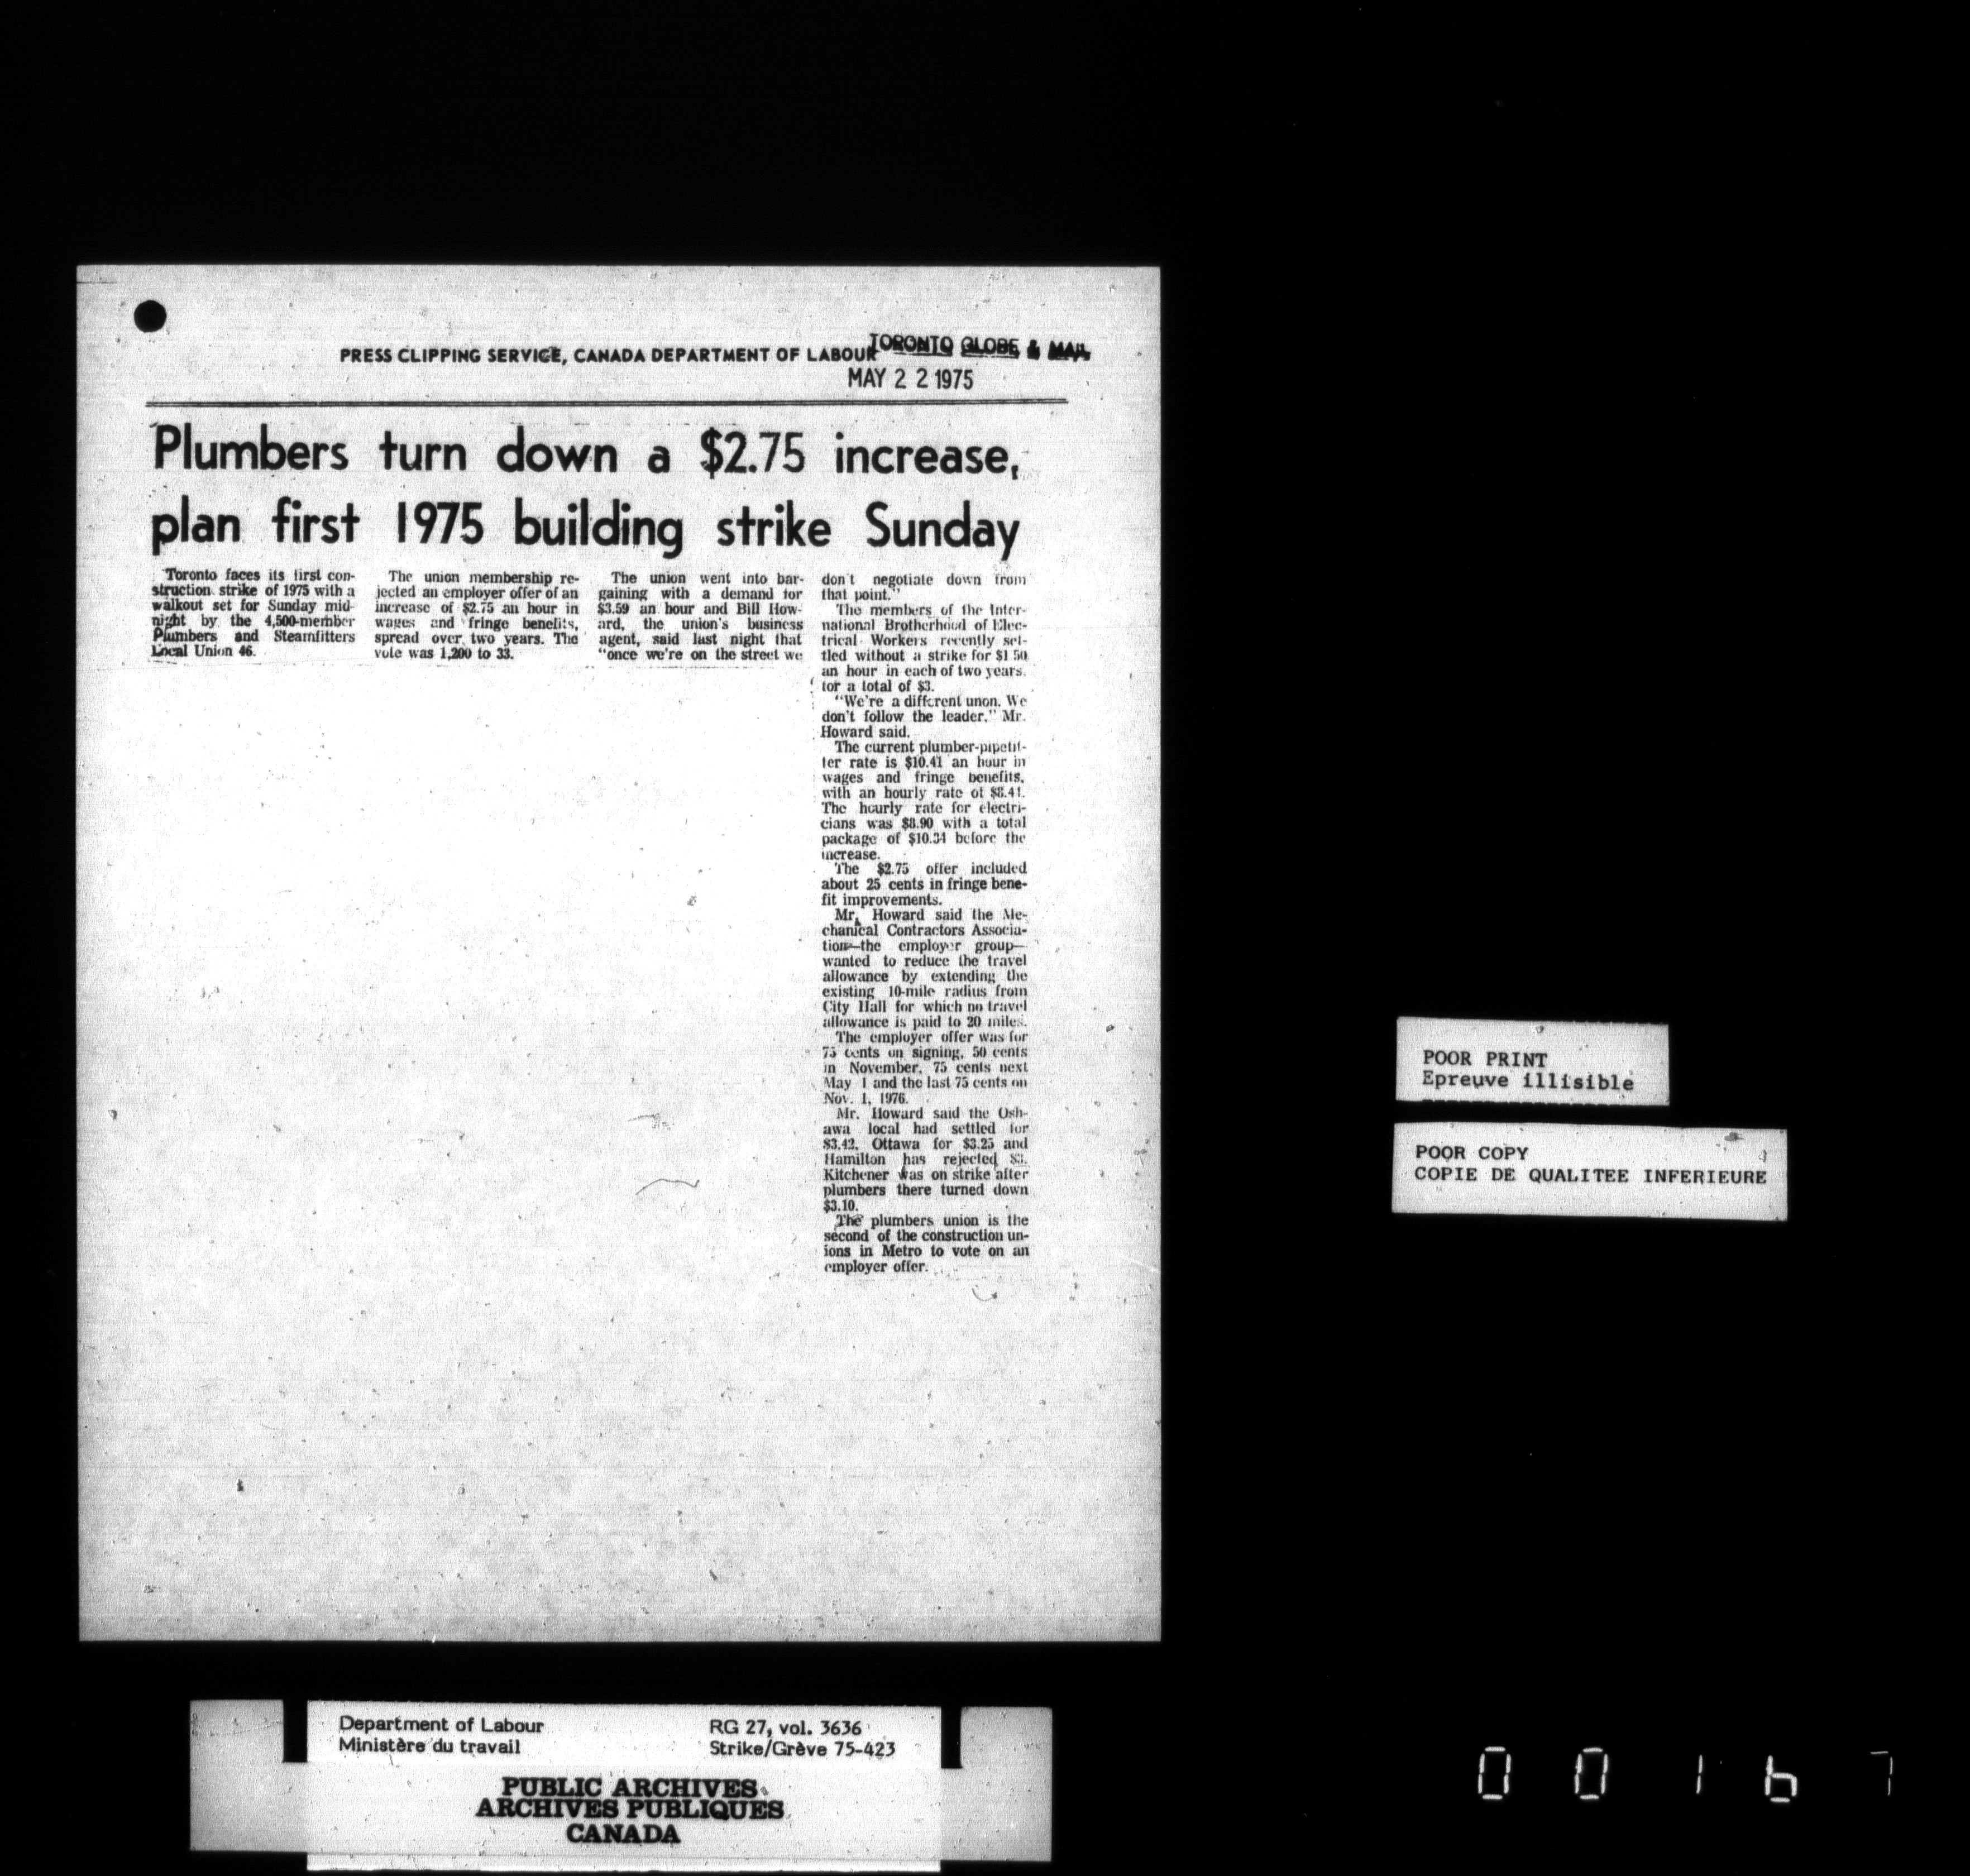 PRESS CLIPPING SERVICE, CANADA DEPARTMENT OF LABOUR
TORONTO GLOBE & MAIL
MAY 2 2 1975
Plumbers turn down a $2.75 increase,
plan first 1975 building strike Sunday
Toronto faces its first con-
struction strike of 1975 with a
walkout set for Sunday mid-
night by the 4,500-member
Plumbers and Steamfitters
Local Union 46.
The union membership re-
jected an employer offer of an
increase of $2.75 an hour in
wages and fringe benefits,
spread over two years. The
vote was 1,200 to 33.
The union went into bar-
gaining with a demand for
$3.59 an hour and Bill How-
ard, the union's business
agent, said last night that
"once we're on the street we
don't negotiate down from
that point."
The members of the Inter-
national Brotherhood of Elec-
trical Workers recently set-
tled without a strike for $1.50
an hour in each of two years
for a total of $3.
"We're a different unon. We
don't follow the leader," Mr.
Howard said.
The current plumber-pipefit-
ter rate is $10.41 an hour in
wages and fringe benefits,
with an hourly rate of $8.41.
The hourly rate for electri-
cians was $8.90 with a total
package of $10.34 before the
increase.
The $2.75 offer included
about 25 cents in fringe bene-
fit improvements.
Mr. Howard said the Me-
chanical Contractors Associa-
tion—the employer group—
wanted to reduce the travel
allowance by extending the
existing 10-mile radius from
City Hall for which no travel
allowance is paid to 20 miles.
The employer offer was for
75 cents on signing, 50 cents
in November, 75 cents next
May 1 and the last 75 cents on
Nov. 1, 1976.
Mr. Howard said the Osh-
awa local had settled for
$3.42, Ottawa for $3.25 and
Hamilton has rejected $3.
Kitchener was on strike after
plumbers there turned down
$3.10.
The plumbers union is the
second of the construction un-
ions in Metro to vote on an
employer offer.
POOR PRINT
Epreuve illisible
POOR COPY
COPIE DE QUALITEE INFERIEURE
Department of Labour
Ministère du travail
RG 27, vol. 3636
Strike/Grève 75-423
PUBLIC ARCHIVES
ARCHIVES PUBLIQUES
CANADA
0 0 1 6 7